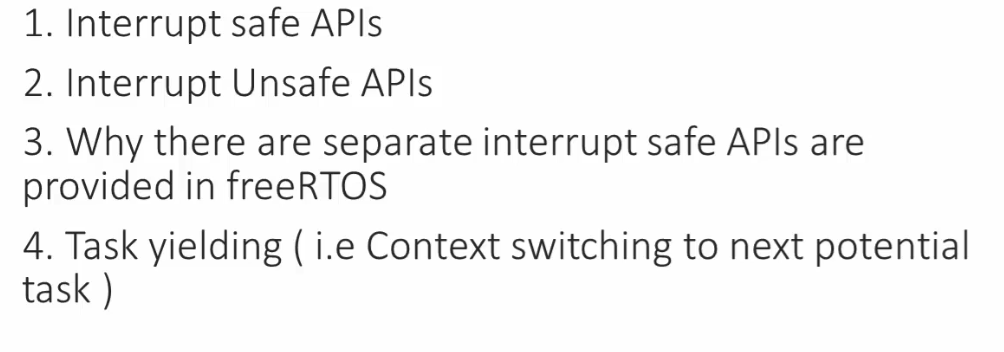 1. Interrupt safe APIs
2. Interrupt Unsafe APIs
3. Why there are separate interrupt safe APIs are
provided in freeRTOS
4. Task yielding ( i.e Context switching to next potential
task )